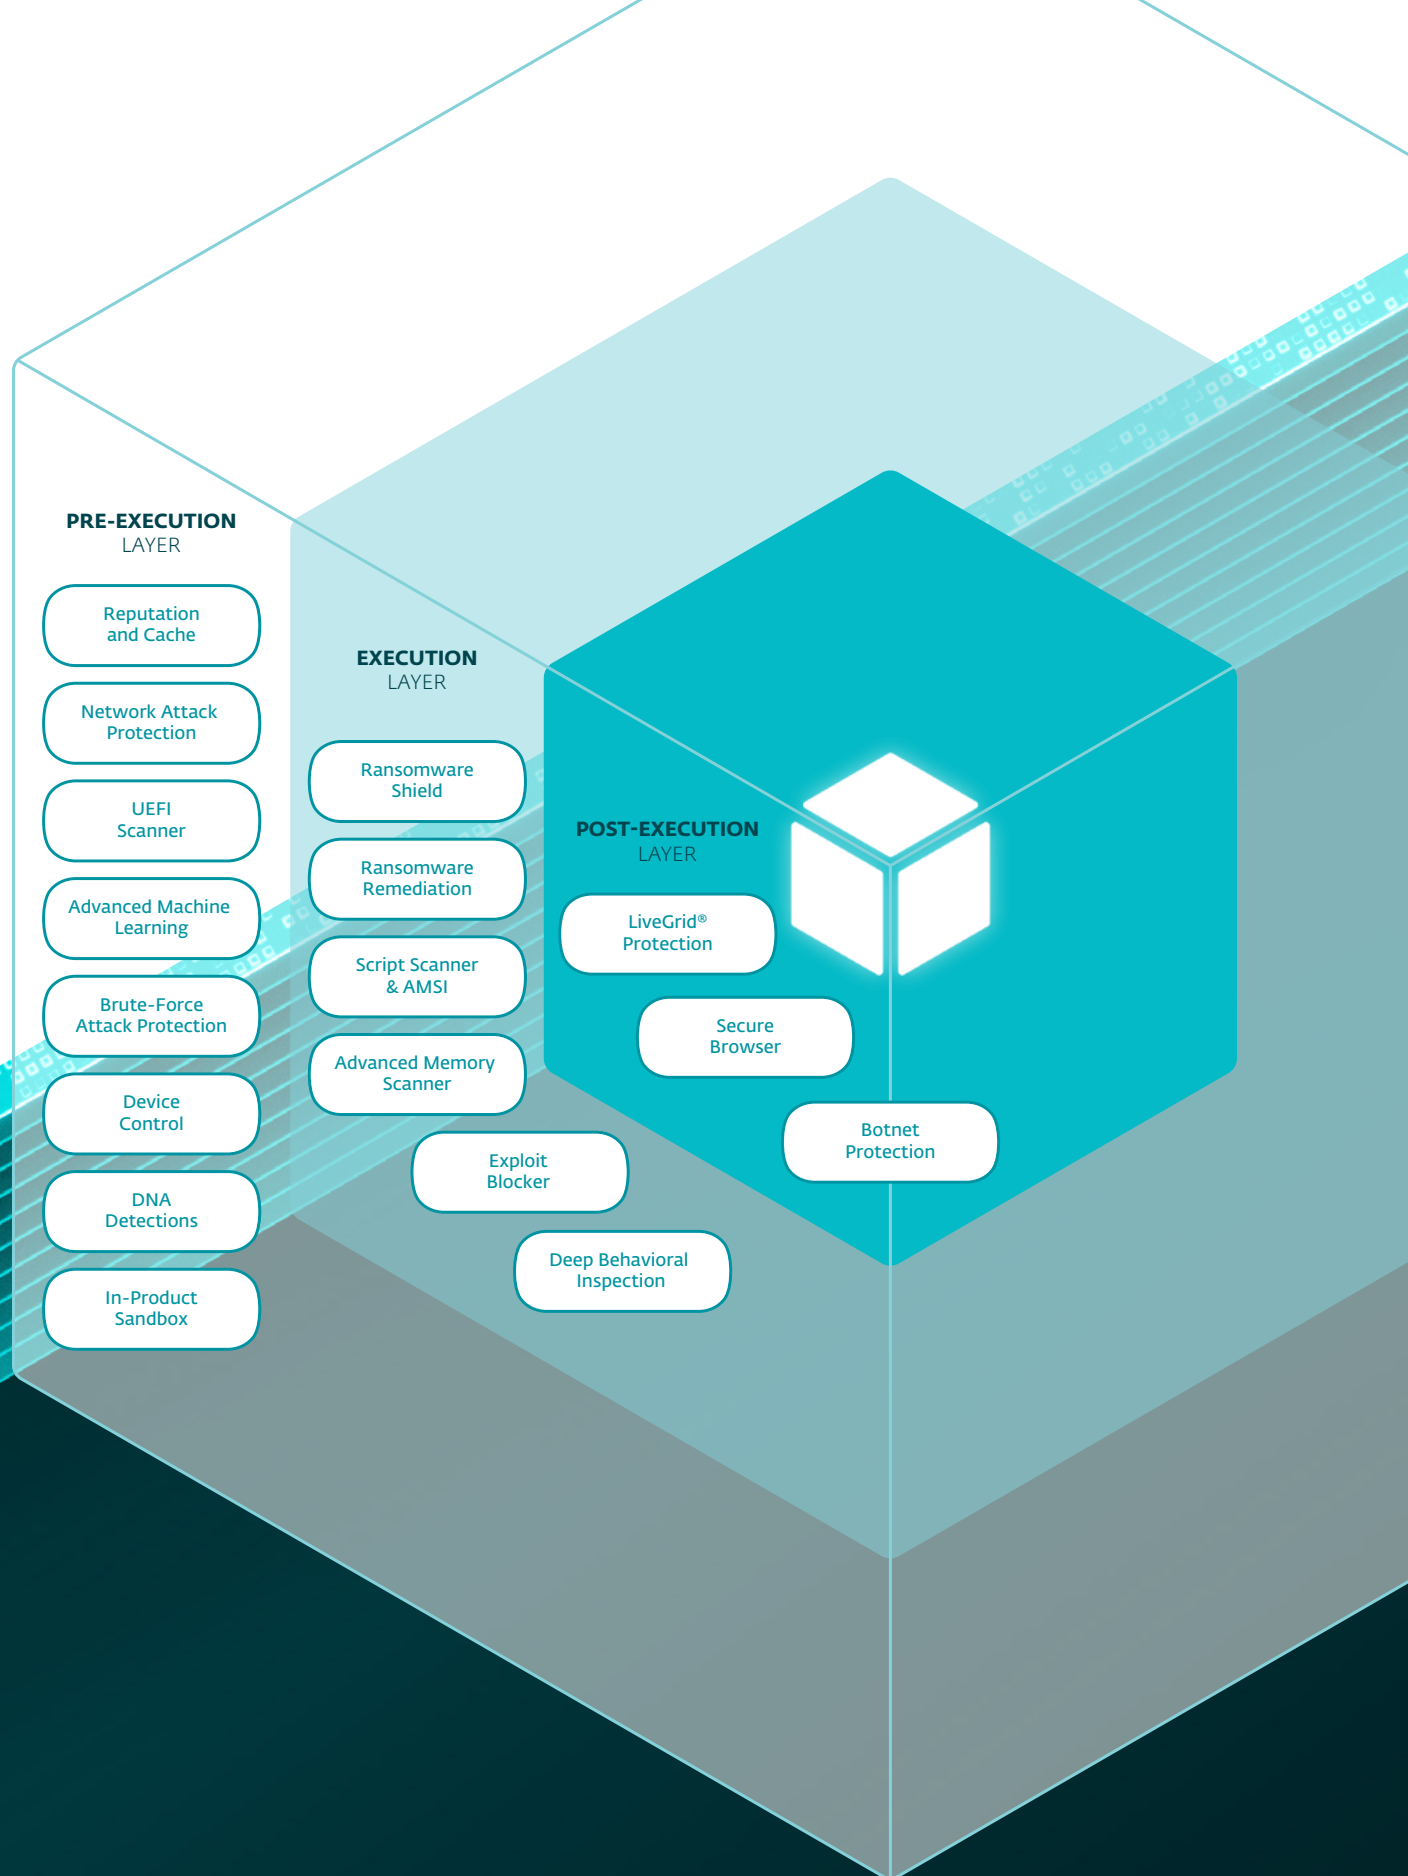 PRE-EXECUTION
LAYER
Reputation
and Cache
Network Attack
Protection
UEFI
Scanner
Advanced Machine
Learning
Brute-Force
Attack Protection
Device
Control
DNA
Detections
In-Product
Sandbox
EXECUTION
LAYER
Ransomware
Shield
Ransomware
Remediation
Script Scanner
& AMSI
Advanced Memory
Scanner
Exploit
Blocker
Deep Behavioral
Inspection
POST-EXECUTION
LAYER
LiveGrid®
Protection
Secure
Browser
Botnet
Protection